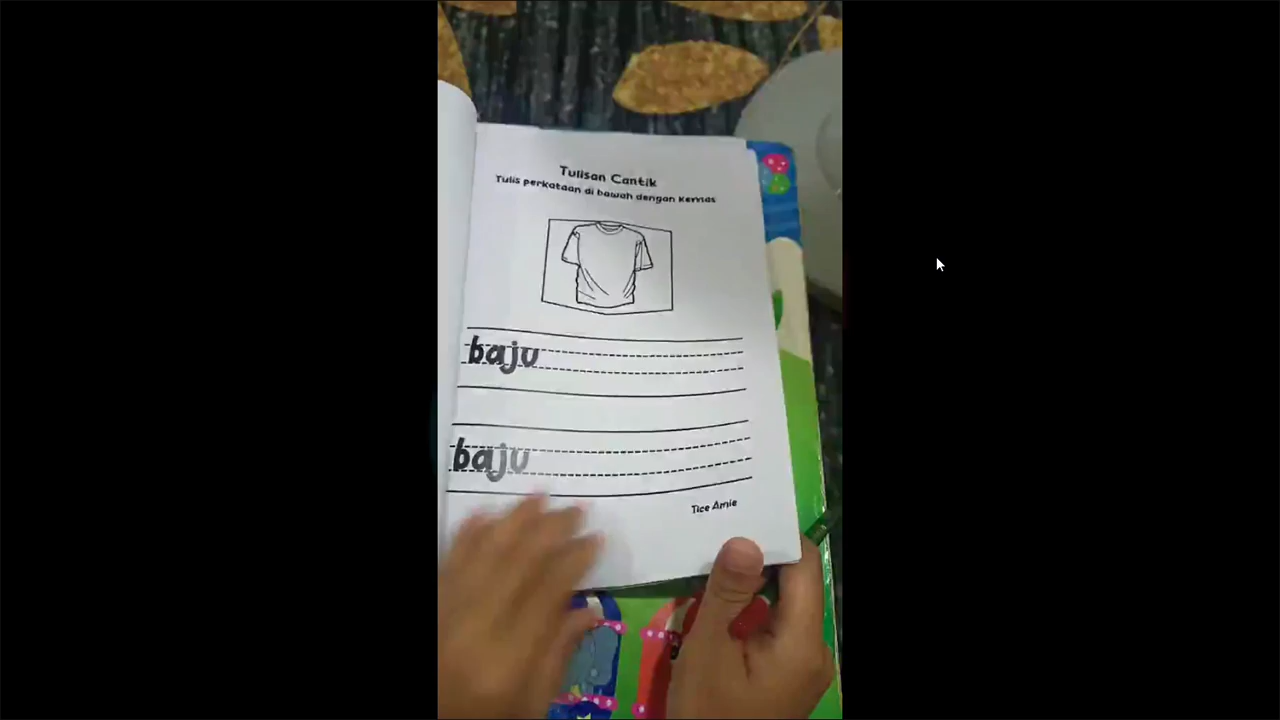 Tulisan Cantik
Tulis perkataan di bawah dengan kemas
baju
baju
Tice Amie